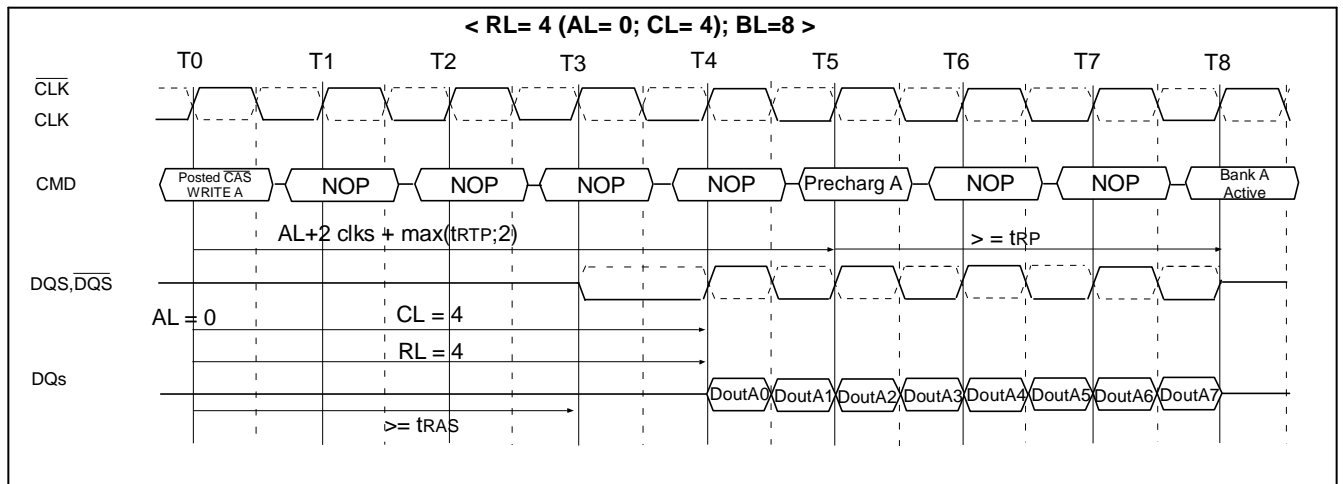 < RL= 4 (AL= 0; CL= 4); BL=8 >
T0 T1 T2 T3 T4 T5 T6 T7 T8
CLK
CLK
CMD
Posted CAS
WRITE A
NOP
NOP
NOP
NOP
Precharg A
NOP
NOP
Bank A
Active
AL+2 clks + max(tRTP;2)
> = tRP
DQS,DQS
AL = 0
CL = 4
RL = 4
DQs
DoutA0 DoutA1 DoutA2 DoutA3 DoutA4 DoutA5 DoutA6 DoutA7
>= tRAS